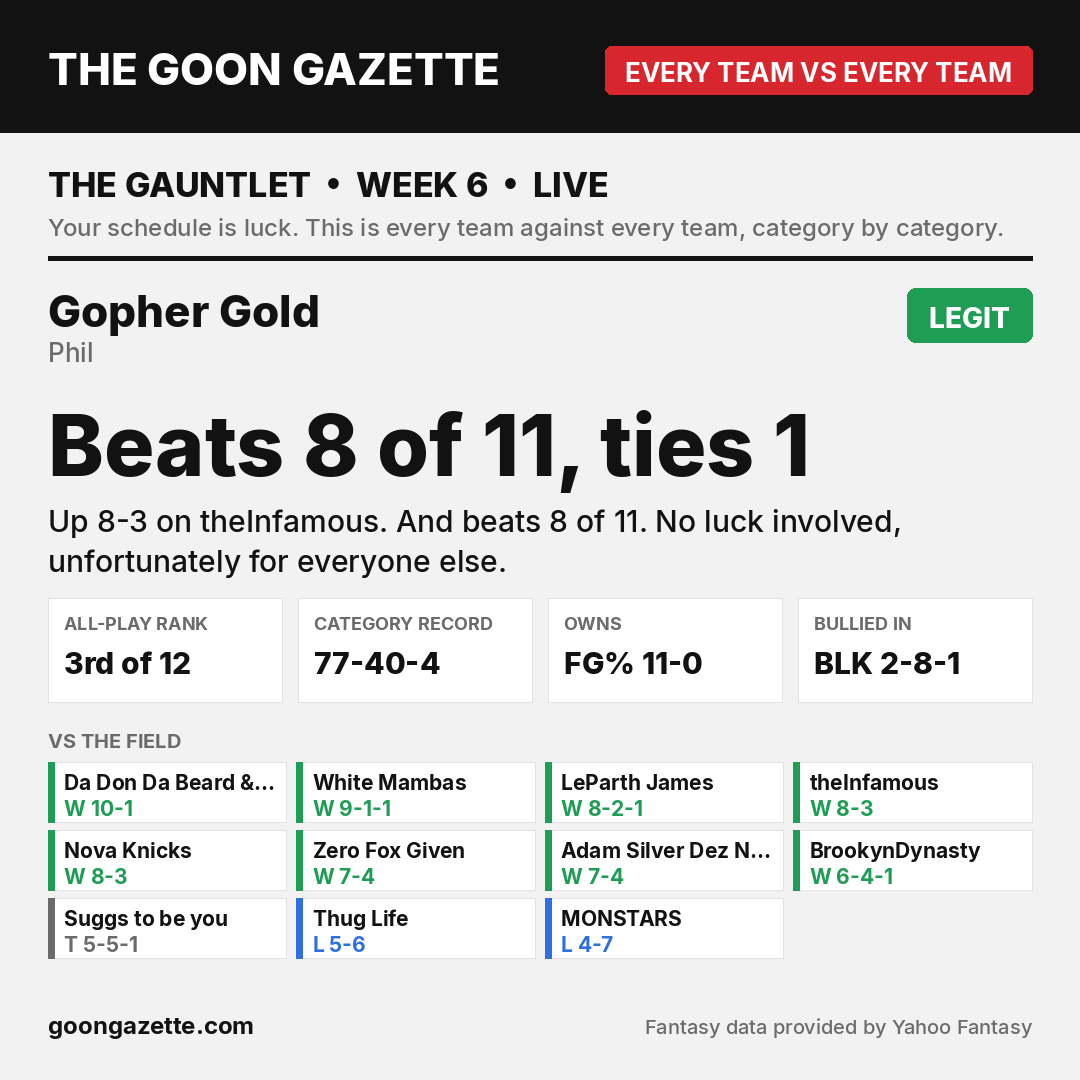 THE GOON GAZETTE
EVERY TEAM VS EVERY TEAM
THE GAUNTLET • WEEK 6 • LIVE
Your schedule is luck. This is every team against every team, category by category.
Gopher Gold
LEGIT
Phil
Beats 8 of 11, ties 1
Up 8-3 on theInfamous. And beats 8 of 11. No luck involved,
unfortunately for everyone else.
ALL-PLAY RANK
3rd of 12
CATEGORY RECORD
77-40-4
OWNS
FG% 11-0
BULLIED IN
BLK 2-8-1
VS THE FIELD
Da Don Da Beard &...
W 10-1
White Mambas
W 9-1-1
LeParth James
W 8-2-1
theInfamous
W 8-3
Nova Knicks
W 8-3
Zero Fox Given
W 7-4
Adam Silver Dez N...
W 7-4
BrookynDynasty
W 6-4-1
Suggs to be you
T 5-5-1
Thug Life
L 5-6
MONSTARS
L 4-7
goongazette.com
Fantasy data provided by Yahoo Fantasy